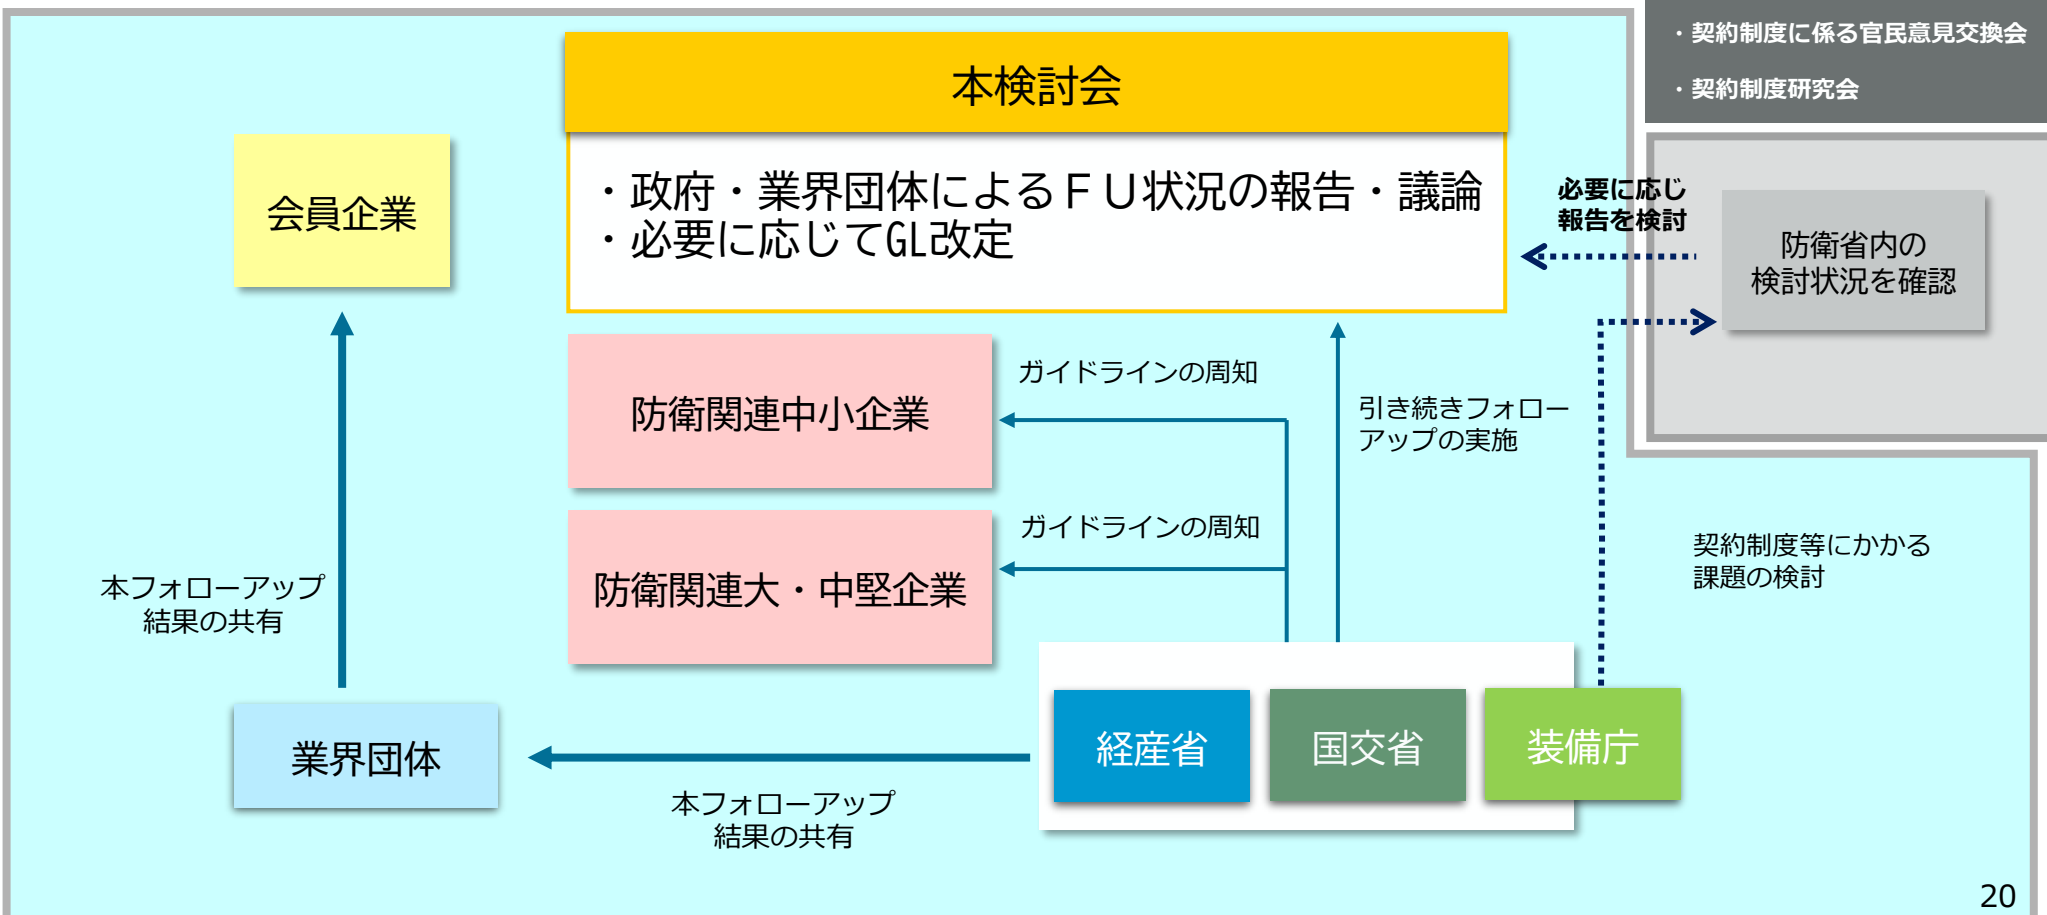 ・契約制度に係る官民意見交換会
・契約制度研究会
本検討会
・政府・業界団体によるＦＵ状況の報告・議論
・必要に応じてGL改定
会員企業
必要に応じ
報告を検討
防衛省内の
検討状況を確認
ガイドラインの周知
防衛関連中小企業
引き続きフォロー
アップの実施
ガイドラインの周知
防衛関連大・中堅企業
契約制度等にかかる
課題の検討
本フォローアップ
結果の共有
業界団体
経産省
国交省
装備庁
本フォローアップ
結果の共有
20